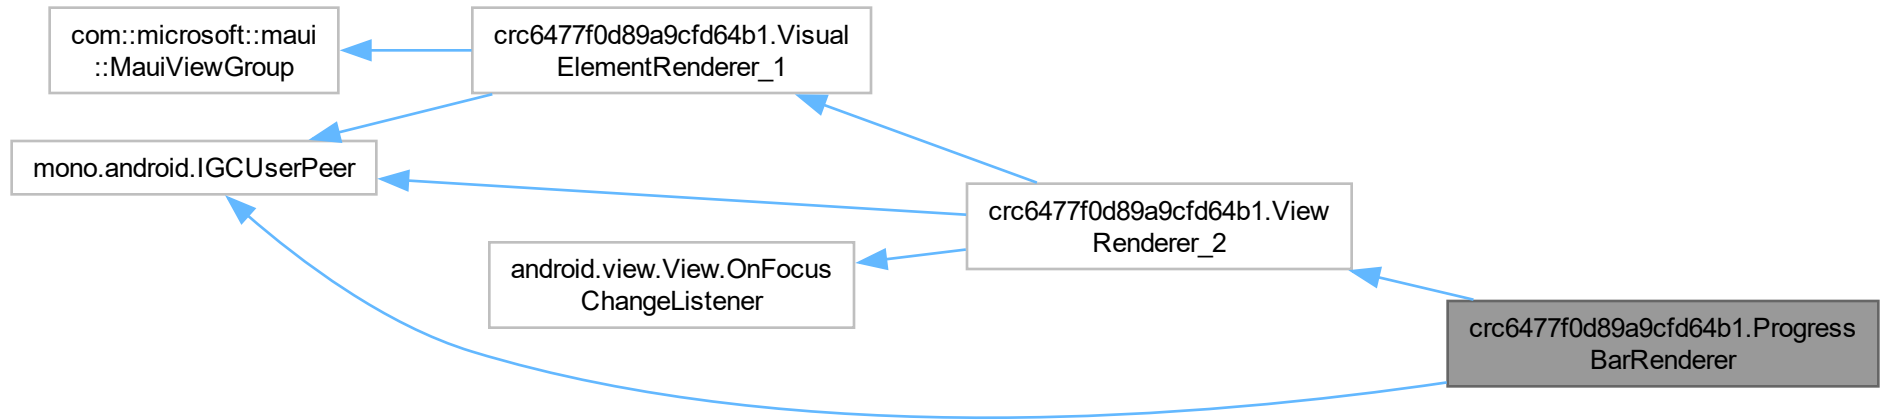 com::microsoft::maui
::MauiViewGroup
crc6477f0d89a9cfd64b1.Visual
ElementRenderer_1
mono.android.IGCUserPeer
crc6477f0d89a9cfd64b1.View
Renderer_2
android.view.View.OnFocus
ChangeListener
crc6477f0d89a9cfd64b1.Progress
BarRenderer